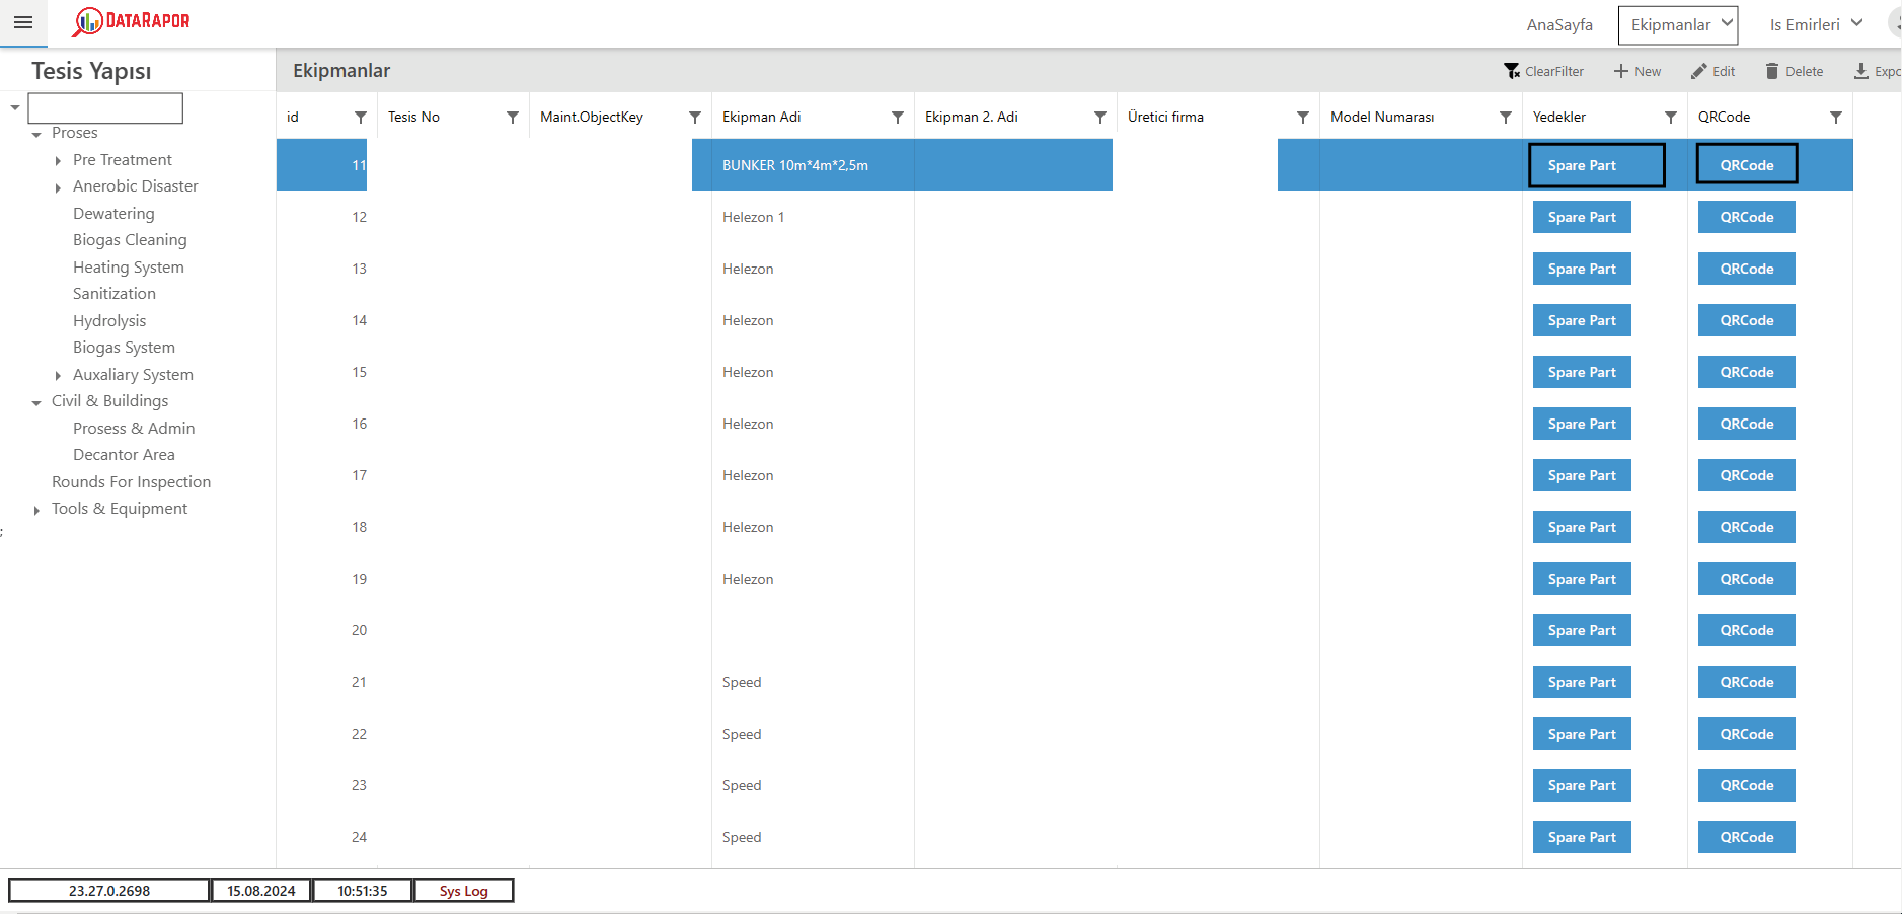 DATARAPOR
AnaSayfa Ekipmanlar Is Emirleri
Tesis Yapısı
Ekipmanlar
ClearFilter New Edit Delete Expo
Proses
Pre Treatment
Anerobic Disaster
Dewatering
Biogas Cleaning
Heating System
Sanitization
Hydrolysis
Biogas System
Auxaliary System
Civil & Buildings
Prosess & Admin
Decantor Area
Rounds For Inspection
Tools & Equipment
;
id Tesis No Maint.ObjectKey Ekipman Adi Ekipman 2. Adi Üretici firma Model Numarası Yedekler QRCode
11 BUNKER 10m*4m*2,5m Spare Part QRCode
12 Helezon 1 Spare Part QRCode
13 Helezon Spare Part QRCode
14 Helezon Spare Part QRCode
15 Helezon Spare Part QRCode
16 Helezon Spare Part QRCode
17 Helezon Spare Part QRCode
18 Helezon Spare Part QRCode
19 Helezon Spare Part QRCode
20 Spare Part QRCode
21 Speed Spare Part QRCode
22 Speed Spare Part QRCode
23 Speed Spare Part QRCode
24 Speed Spare Part QRCode
23.27.0.2698 15.08.2024 10:51:35 Sys Log